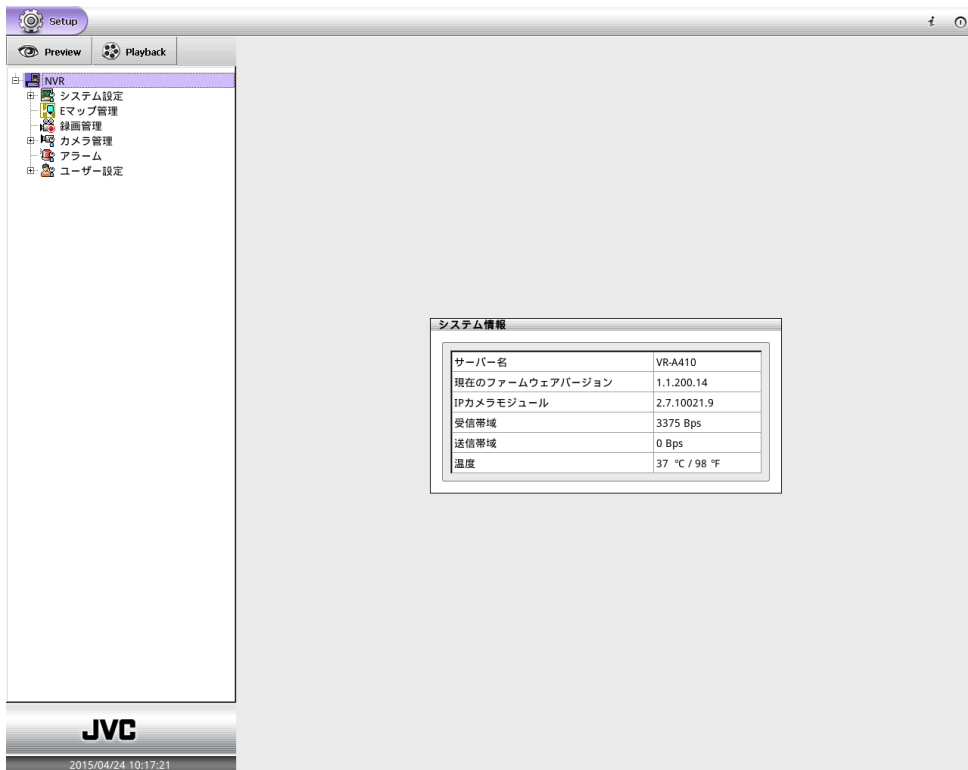 Setup
i
Preview
Playback
NVR
システム設定
Eマップ管理
録画管理
カメラ管理
アラーム
ユーザー設定
システム情報
サーバー名 VR-A410
現在のファームウェアバージョン 1.1.200.14
IPカメラモジュール 2.7.10021.9
受信帯域 3375 Bps
送信帯域 0 Bps
温度 37 ℃ / 98 ℉
JVC
2015/04/24 10:17:21